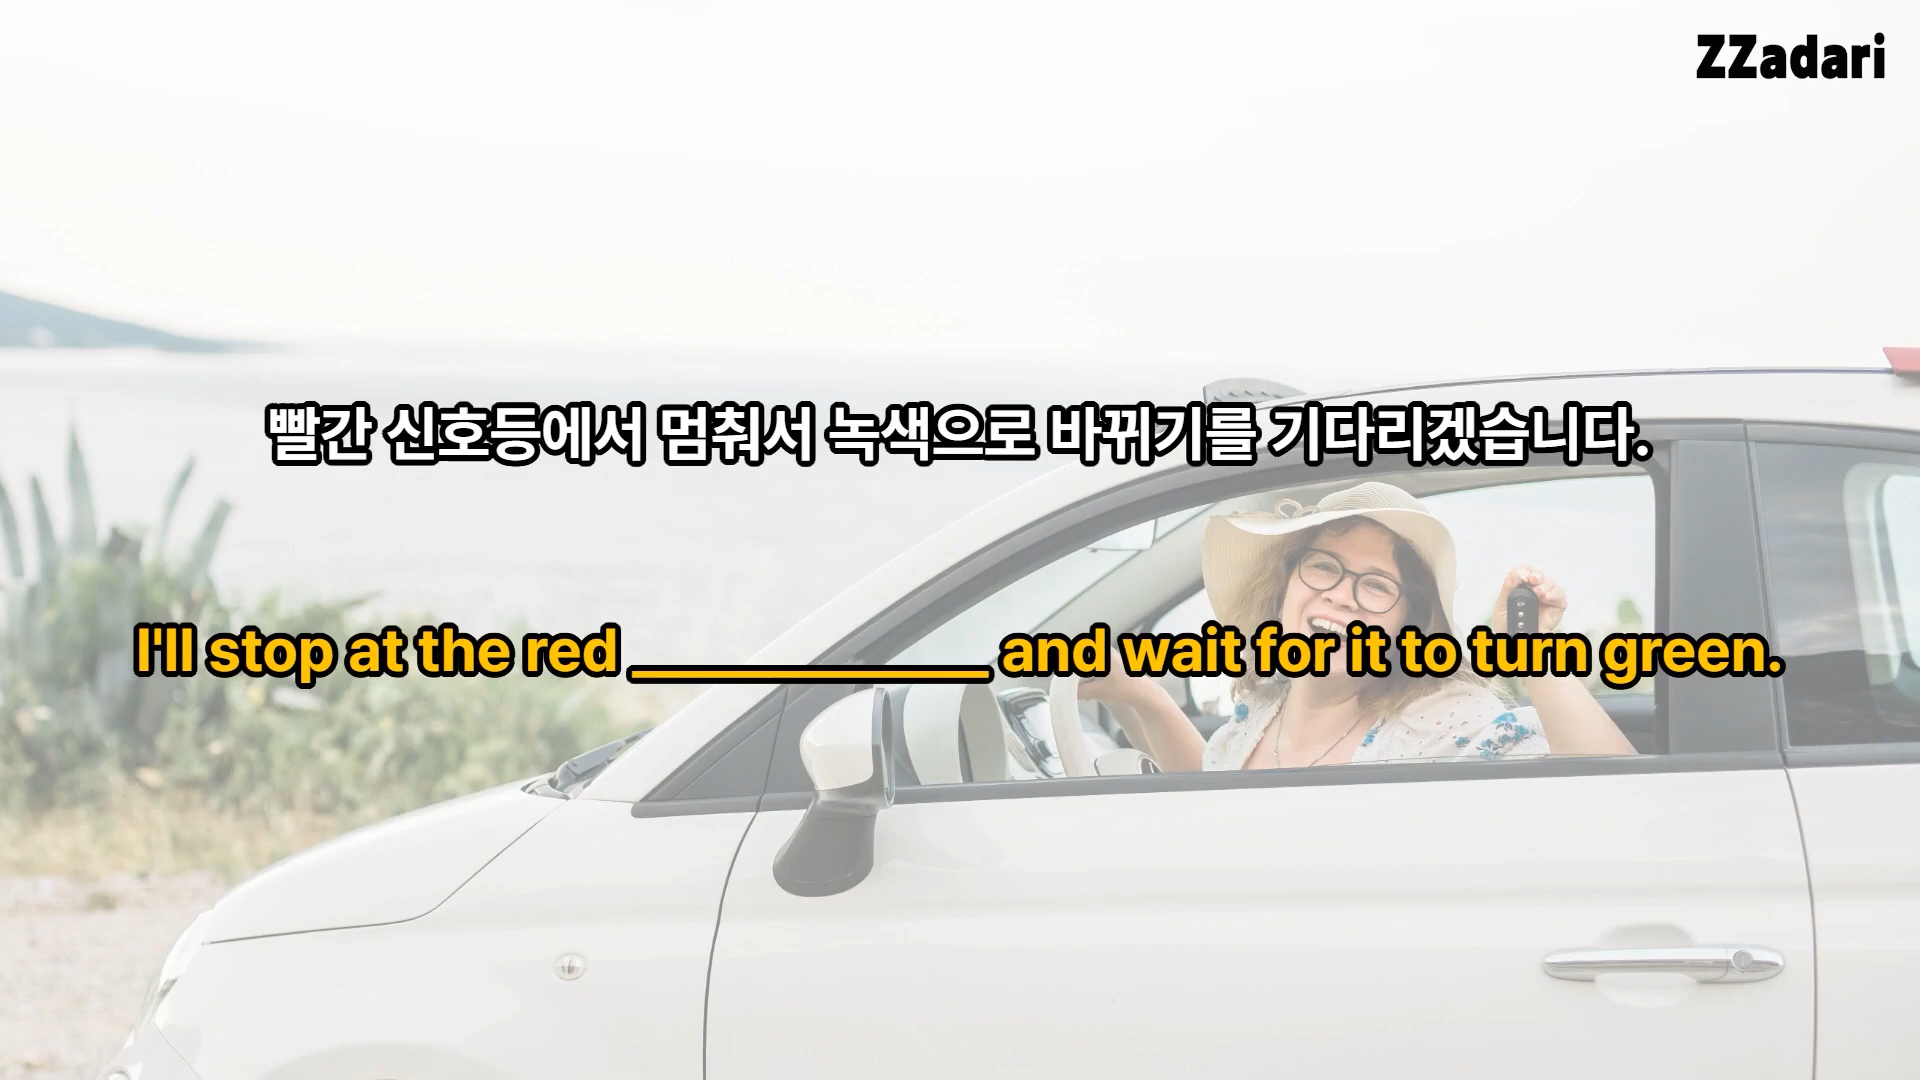 ZZadari
빨간 신호등에서 멈춰서 녹색으로 바뀌기를 기다리겠습니다.
I'll stop at the red ____________ and wait for it to turn green.